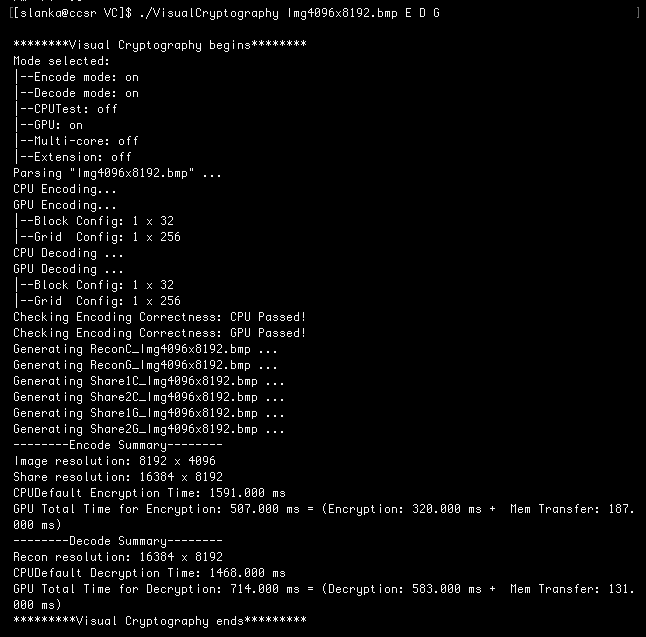 [[slanka@ccsr VC]$ ./VisualCryptography Img4096x8192.bmp E D G ]
********Visual Cryptography begins********
Mode selected:
|--Encode mode: on
|--Decode mode: on
|--CPUTest: off
|--GPU: on
|--Multi-core: off
|--Extension: off
Parsing "Img4096x8192.bmp" ...
CPU Encoding...
GPU Encoding...
|--Block Config: 1 x 32
|--Grid  Config: 1 x 256
CPU Decoding ...
GPU Decoding ...
|--Block Config: 1 x 32
|--Grid  Config: 1 x 256
Checking Encoding Correctness: CPU Passed!
Checking Encoding Correctness: GPU Passed!
Generating ReconC_Img4096x8192.bmp ...
Generating ReconG_Img4096x8192.bmp ...
Generating Share1C_Img4096x8192.bmp ...
Generating Share2C_Img4096x8192.bmp ...
Generating Share1G_Img4096x8192.bmp ...
Generating Share2G_Img4096x8192.bmp ...
--------Encode Summary--------
Image resolution: 8192 x 4096
Share resolution: 16384 x 8192
CPUDefault Encryption Time: 1591.000 ms
GPU Total Time for Encryption: 507.000 ms = (Encryption: 320.000 ms +  Mem Transfer: 187.
000 ms)
--------Decode Summary--------
Recon resolution: 16384 x 8192
CPUDefault Decryption Time: 1468.000 ms
GPU Total Time for Decryption: 714.000 ms = (Decryption: 583.000 ms +  Mem Transfer: 131.
000 ms)
*********Visual Cryptography ends*********